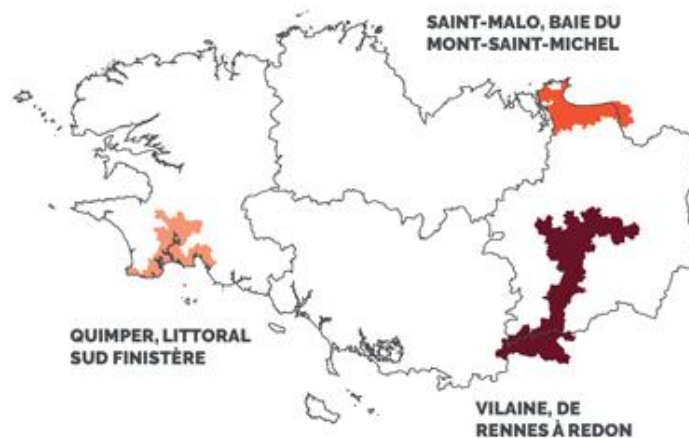 SAINT-MALO, BAIE DU
MONT-SAINT-MICHEL
QUIMPER, LITTORAL
SUD FINISTÈRE
VILAINE, DE
RENNES À REDON